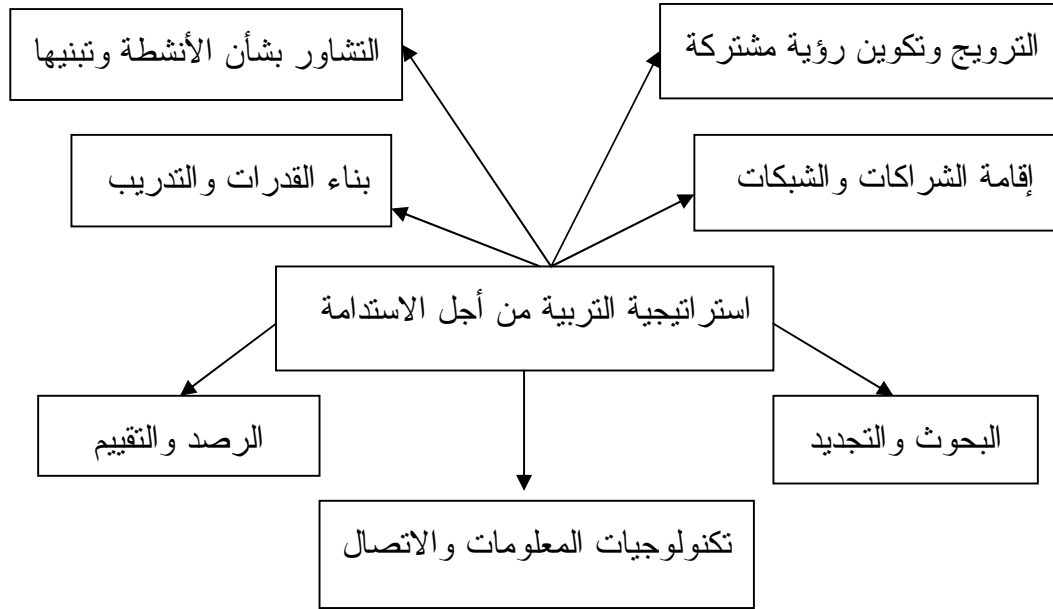 الترويج وتكوين رؤية مشتركة
التشاور بشأن الأنشطة وتبنيها
إقامة الشراكات والشبكات
بناء القدرات والتدريب
استراتيجية التربية من أجل الاستدامة
البحوث والتجديد
الرصد والتقييم
تكنولوجيات المعلومات والاتصال